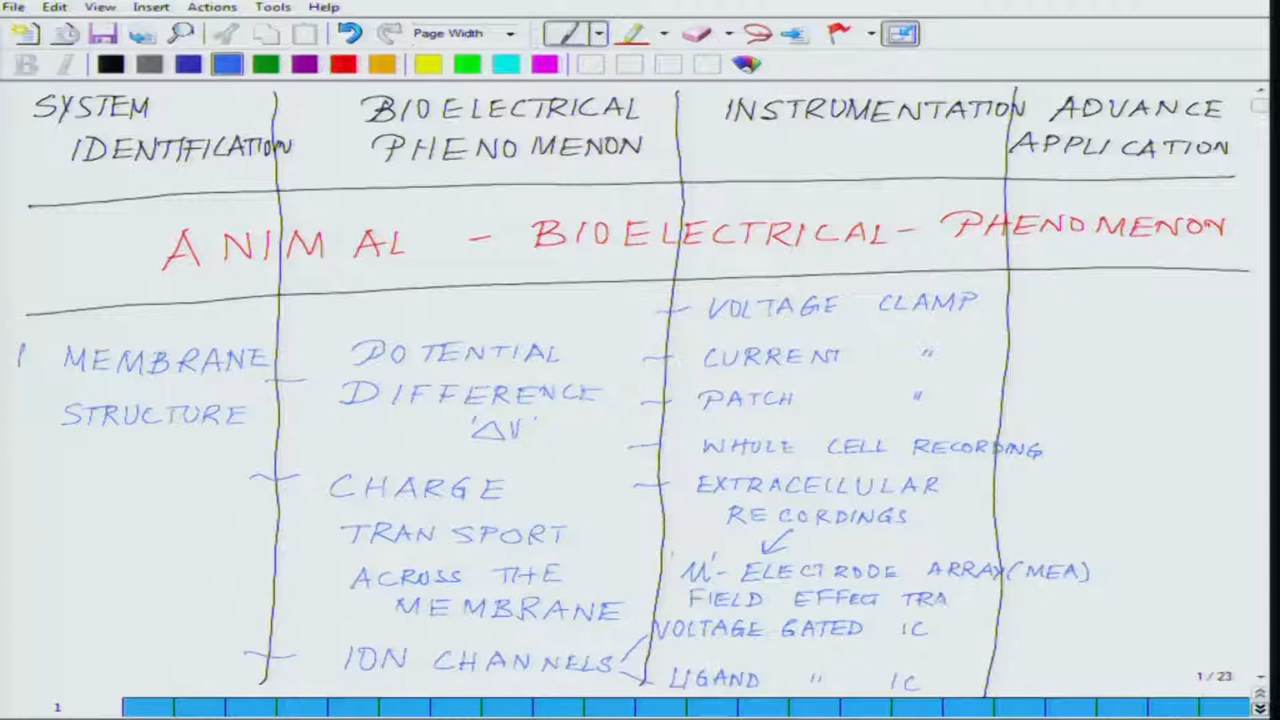 File Edit View Insert Actions Tools Help
Page Width
SYSTEM IDENTIFICATION
BIOELECTRICAL PHENOMENON
INSTRUMENTATION
ADVANCE APPLICATION
ANIMAL - BIOELECTRICAL - PHENOMENON
1 MEMBRANE
STRUCTURE
- POTENTIAL
DIFFERENCE
'ΔV'
- CHARGE
TRANSPORT
ACROSS THE
MEMBRANE
- ION CHANNELS
- VOLTAGE CLAMP
- CURRENT "
- PATCH "
- WHOLE CELL RECORDING
- EXTRACELLULAR
RECORDINGS
'μ'- ELECTRODE ARRAY (MEA)
FIELD EFFECT TRA
VOLTAGE GATED IC
LIGAND " IC
1 / 23
1